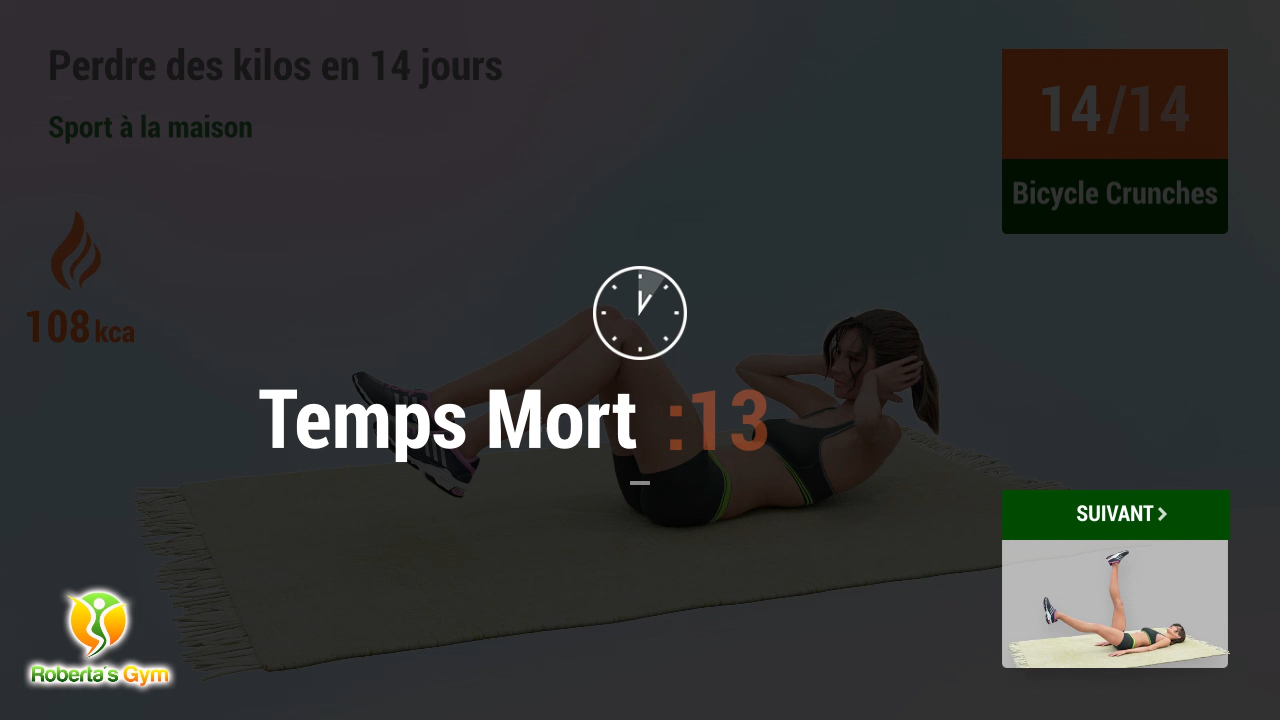 Perdre des kilos en 14 jours
Sport à la maison
14/14
Bicycle Crunches
108 kca
Temps Mort :13
SUIVANT >
Roberta's Gym